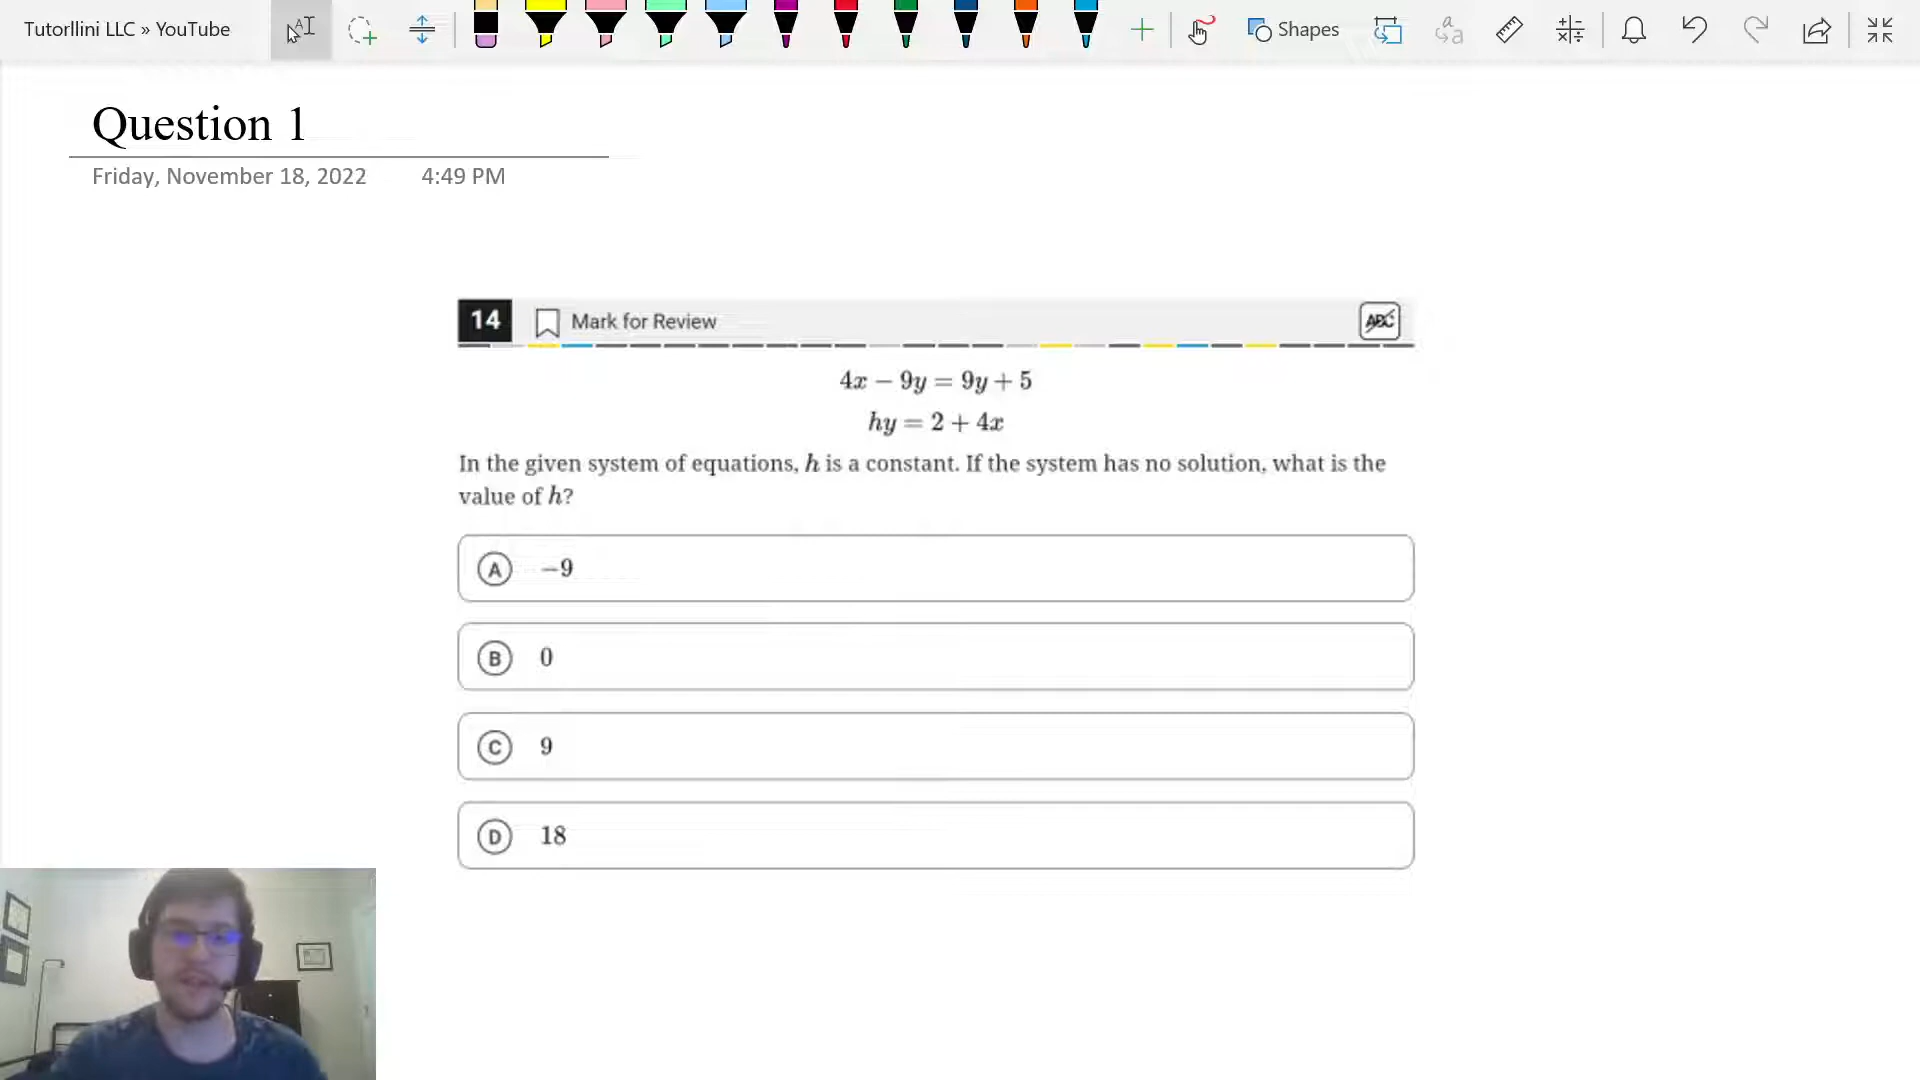 Tutorllini LLC » YouTube
Shapes
Question 1
Friday, November 18, 2022 4:49 PM
14 Mark for Review ABC
4x − 9y = 9y + 5
hy = 2 + 4x
In the given system of equations, h is a constant. If the system has no solution, what is the
value of h?
A −9
B 0
C 9
D 18